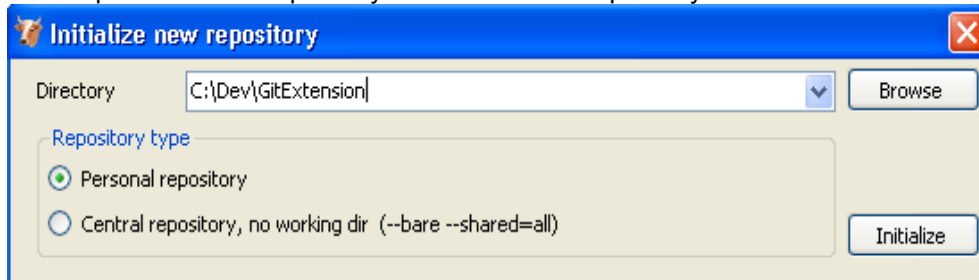 Initialize new repository
Directory C:\Dev\GitExtension Browse
Repository type
Personal repository
Central repository, no working dir (--bare --shared=all)
Initialize